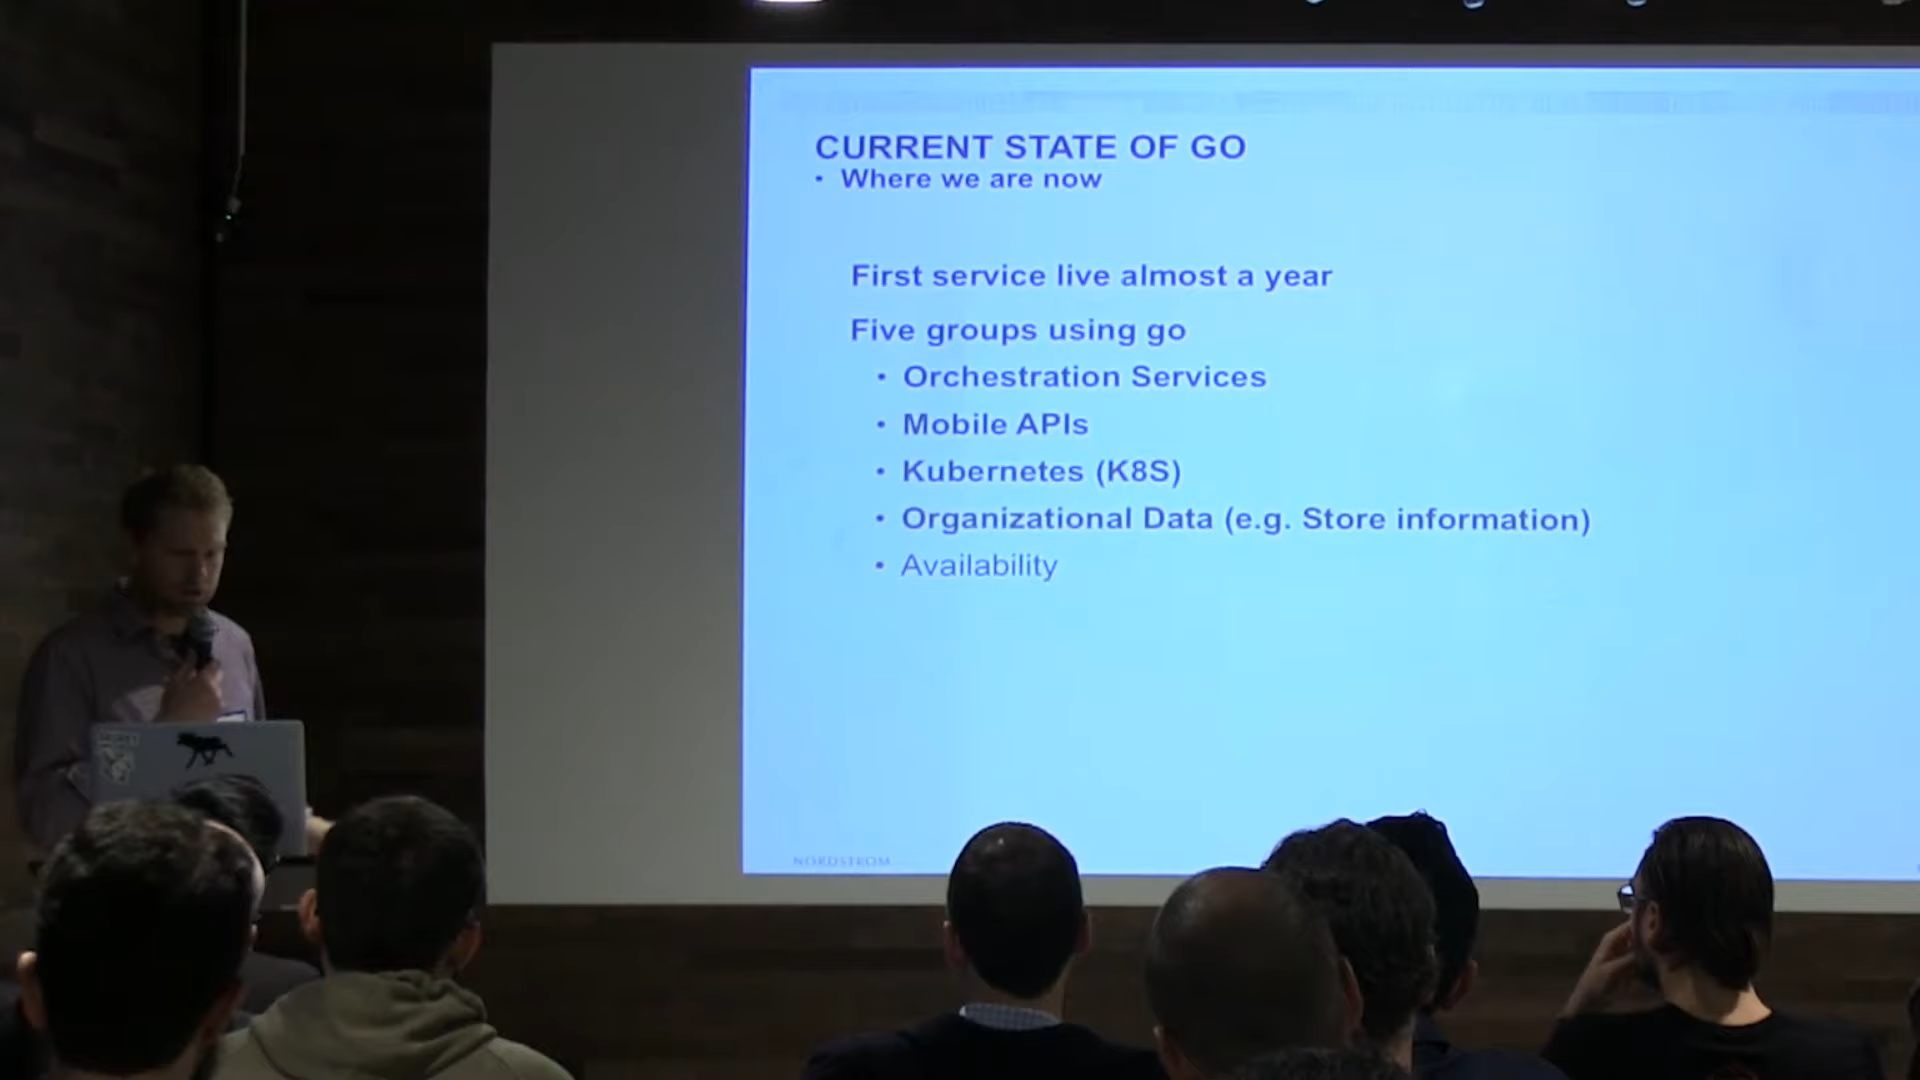 CURRENT STATE OF GO
• Where we are now
First service live almost a year
Five groups using go
• Orchestration Services
• Mobile APIs
• Kubernetes (K8S)
• Organizational Data (e.g. Store information)
• Availability
NORDSTROM